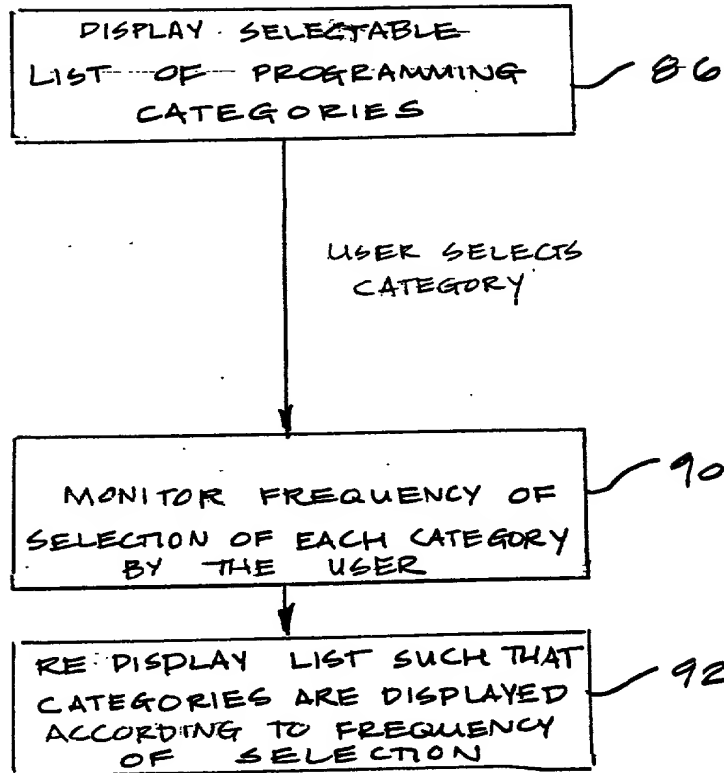 DISPLAY SELECTABLE
LIST OF PROGRAMMING
CATEGORIES
86
USER SELECTS
CATEGORY
90
MONITOR FREQUENCY OF
SELECTION OF EACH CATEGORY
BY THE USER
RE-DISPLAY LIST SUCH THAT
CATEGORIES ARE DISPLAYED
ACCORDING TO FREQUENCY
OF SELECTION
92